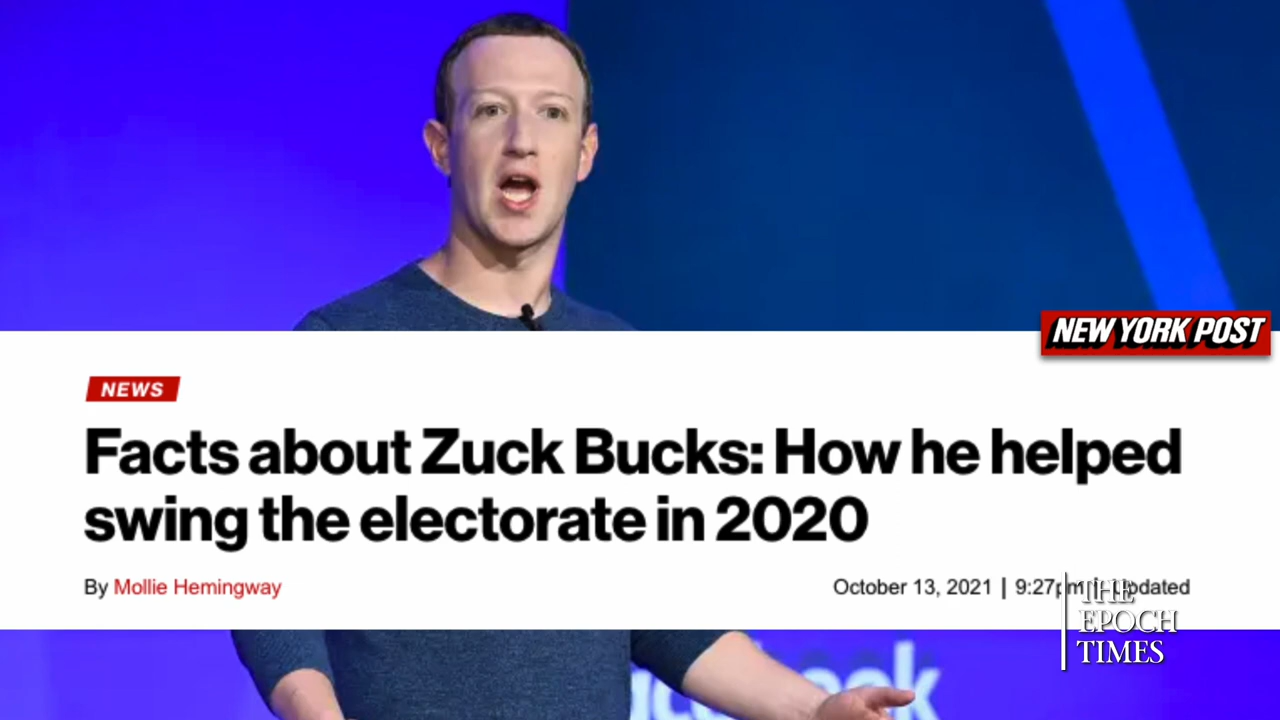 NEW YORK POST
NEWS
Facts about Zuck Bucks: How he helped
swing the electorate in 2020
By Mollie Hemingway
October 13, 2021 | 9:27pm | Updated
THE
EPOCH
TIMES